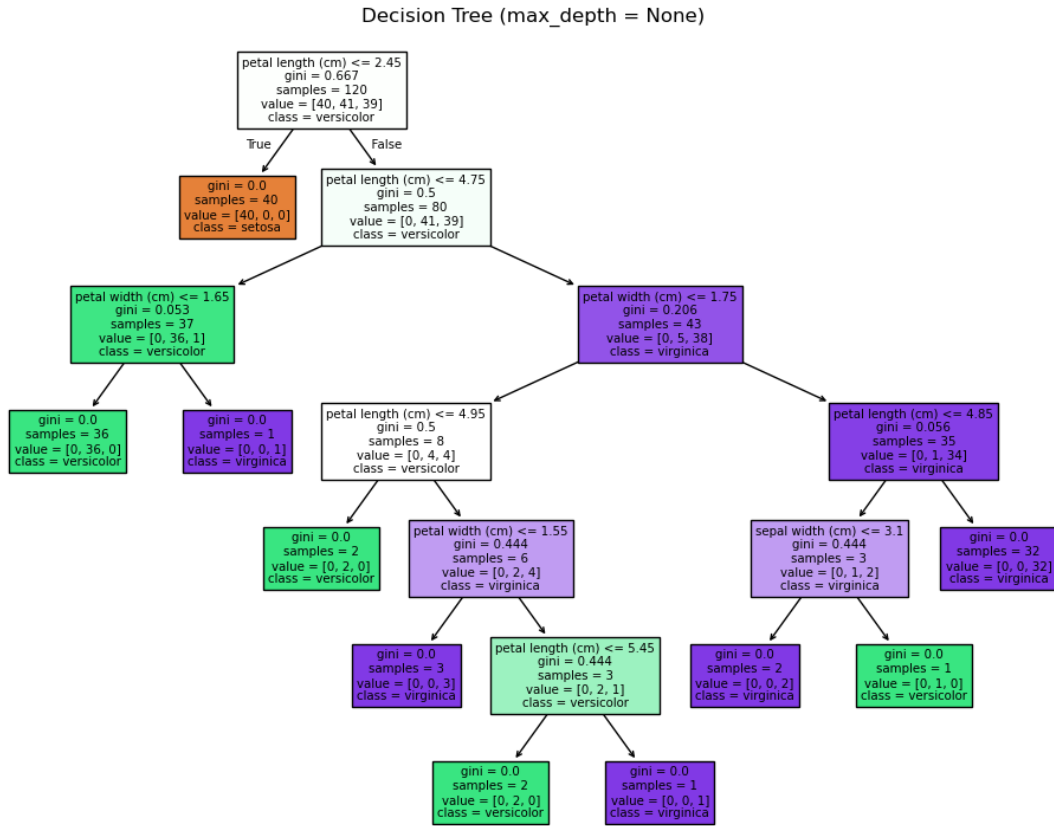 Decision Tree (max_depth = None)
petal length (cm) <= 2.45
gini = 0.667
samples = 120
value = [40, 41, 39]
class = versicolor
True
False
gini = 0.0
samples = 40
value = [40, 0, 0]
class = setosa
petal length (cm) <= 4.75
gini = 0.5
samples = 80
value = [0, 41, 39]
class = versicolor
petal width (cm) <= 1.65
gini = 0.053
samples = 37
value = [0, 36, 1]
class = versicolor
petal width (cm) <= 1.75
gini = 0.206
samples = 43
value = [0, 5, 38]
class = virginica
gini = 0.0
samples = 36
value = [0, 36, 0]
class = versicolor
gini = 0.0
samples = 1
value = [0, 0, 1]
class = virginica
petal length (cm) <= 4.95
gini = 0.5
samples = 8
value = [0, 4, 4]
class = versicolor
petal length (cm) <= 4.85
gini = 0.056
samples = 35
value = [0, 1, 34]
class = virginica
gini = 0.0
samples = 2
value = [0, 2, 0]
class = versicolor
petal width (cm) <= 1.55
gini = 0.444
samples = 6
value = [0, 2, 4]
class = virginica
sepal width (cm) <= 3.1
gini = 0.444
samples = 3
value = [0, 1, 2]
class = virginica
gini = 0.0
samples = 32
value = [0, 0, 32]
class = virginica
gini = 0.0
samples = 3
value = [0, 0, 3]
class = virginica
petal length (cm) <= 5.45
gini = 0.444
samples = 3
value = [0, 2, 1]
class = versicolor
gini = 0.0
samples = 2
value = [0, 0, 2]
class = virginica
gini = 0.0
samples = 1
value = [0, 1, 0]
class = versicolor
gini = 0.0
samples = 2
value = [0, 2, 0]
class = versicolor
gini = 0.0
samples = 1
value = [0, 0, 1]
class = virginica